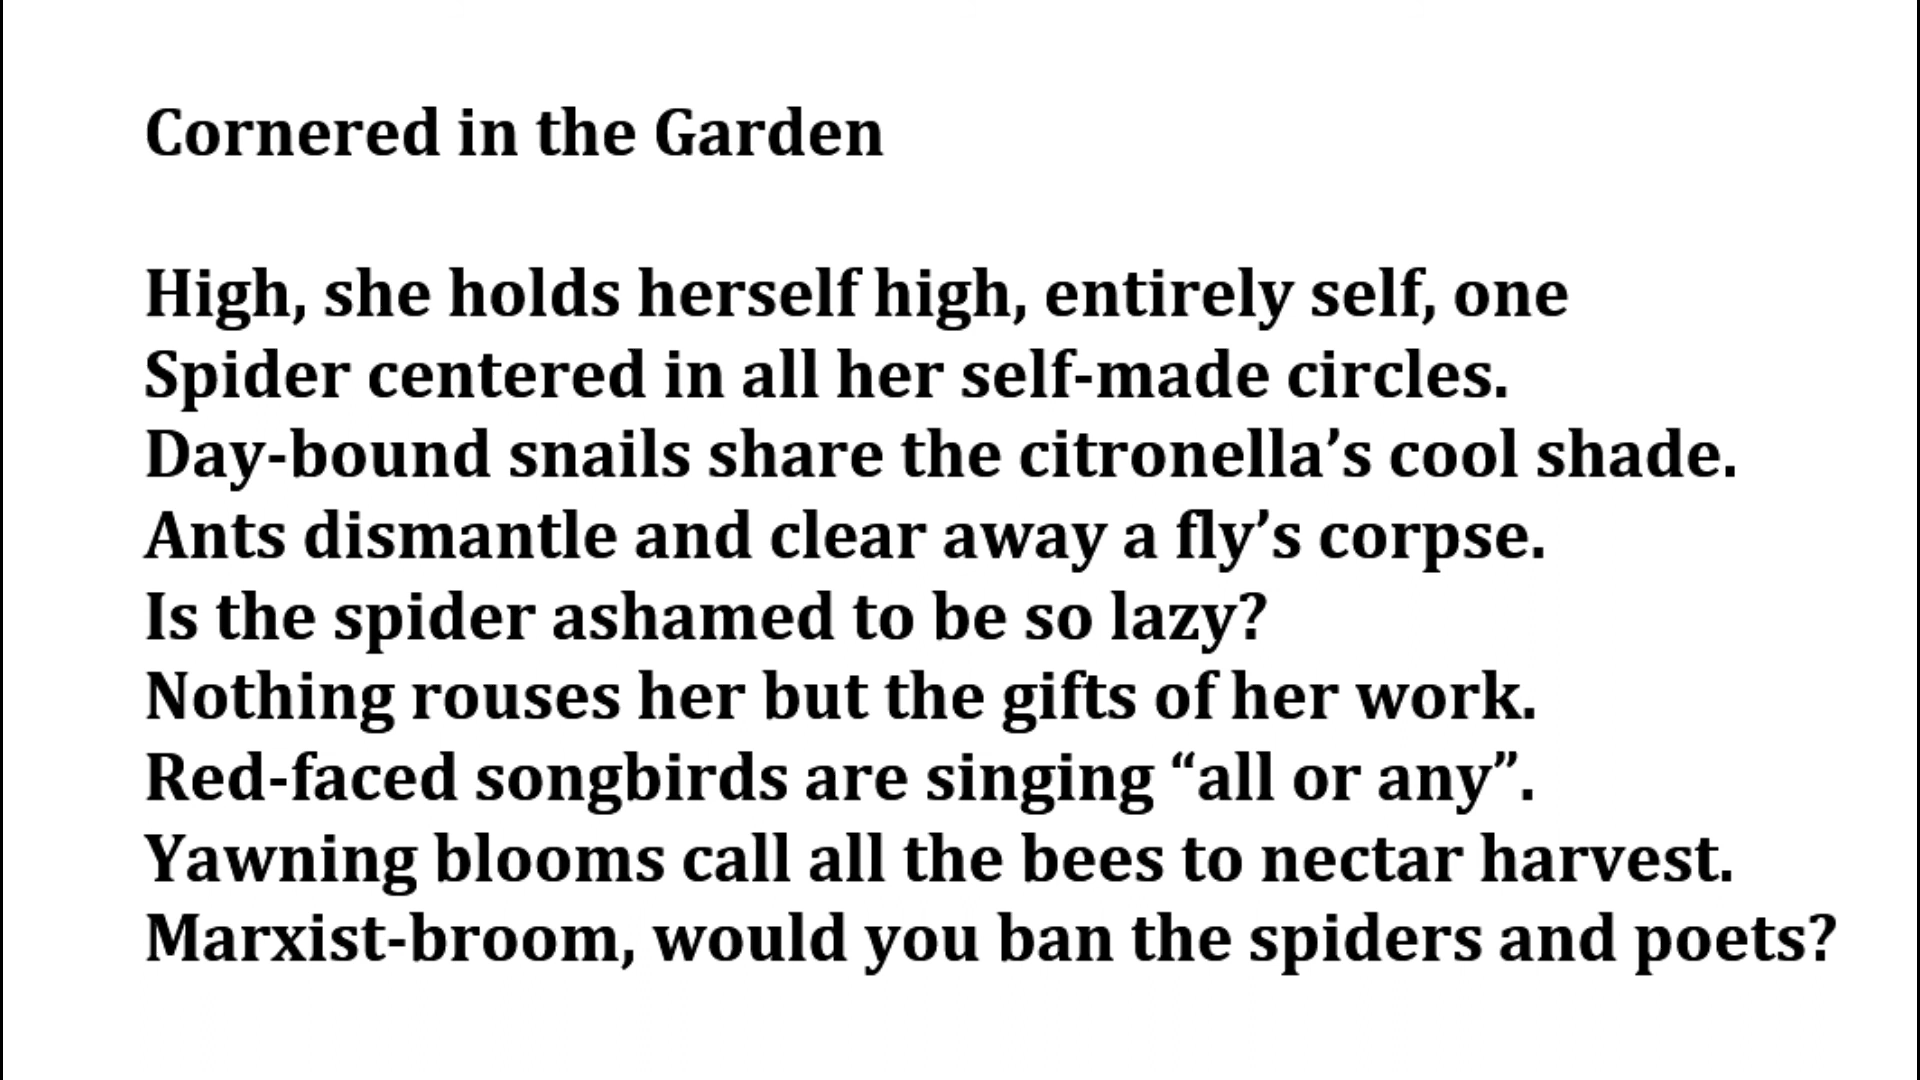 Cornered in the Garden
High, she holds herself high, entirely self, one
Spider centered in all her self-made circles.
Day-bound snails share the citronella’s cool shade.
Ants dismantle and clear away a fly’s corpse.
Is the spider ashamed to be so lazy?
Nothing rouses her but the gifts of her work.
Red-faced songbirds are singing “all or any”.
Yawning blooms call all the bees to nectar harvest.
Marxist-broom, would you ban the spiders and poets?